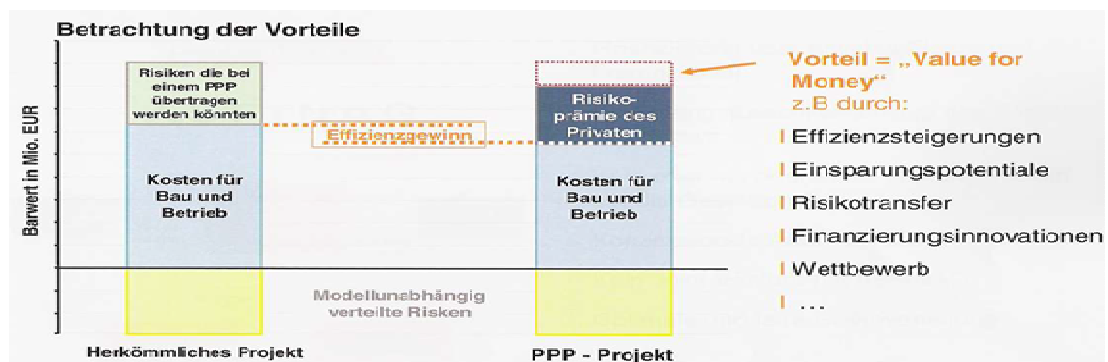 Betrachtung der Vorteile
Barwert in Mio. EUR
Risiken die bei
einem PPP
übertragen
werden könnten
Kosten für
Bau und
Betrieb
Effizienzgewinn
Modellunabhängig
verteilte Risken
Risiko-
prämie des
Privaten
Kosten für
Bau und
Betrieb
Herkömmliches Projekt
PPP - Projekt
Vorteil = „Value for
Money“
z.B durch:
Effizienzsteigerungen
Einsparungspotentiale
Risikotransfer
Finanzierungsinnovationen
Wettbewerb
...